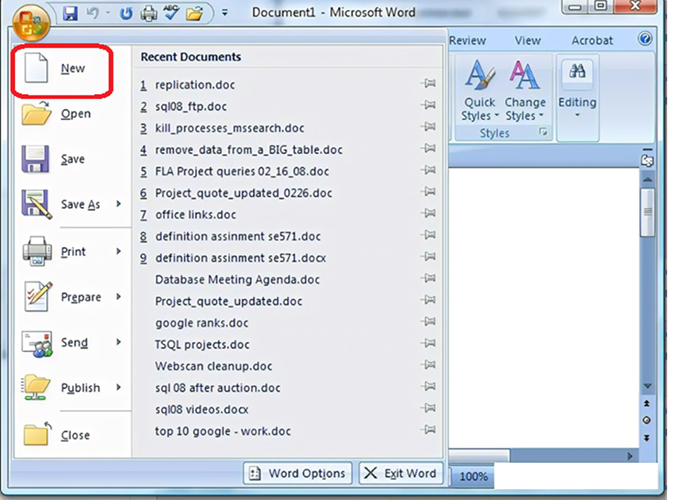 Document1 - Microsoft Word
ABC
Review View Acrobat
New
Open
Save
Save As
Print
Prepare
Send
Publish
Close
Recent Documents
1 replication.doc
2 sql08_ftp.doc
3 kill_processes_mssearch.doc
4 remove_data_from_a_BIG_table.doc
5 FLA Project queries 02_16_08.doc
6 Project_quote_updated_0226.doc
7 office links.doc
8 definition assinment se571.doc
9 definition assinment se571.docx
Database Meeting Agenda.doc
Project_quote_updated.doc
google ranks.doc
TSQL projects.doc
Webscan cleanup.doc
sql 08 after auction.doc
sql08 videos.docx
top 10 google - work.doc
Quick Styles
Change Styles
Editing
Styles
Word Options
Exit Word
100%